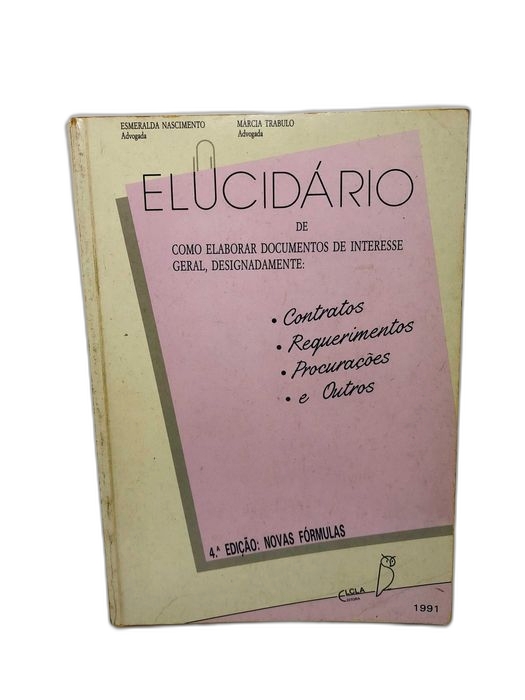 ESMERALDA NASCIMENTO MÁRCIA TRABULO
Advogada Advogada
ELUCIDÁRIO
DE
COMO ELABORAR DOCUMENTOS DE INTERESSE
GERAL, DESIGNADAMENTE:
• Contratos
• Requerimentos
• Procurações
• e Outros
4.ª EDIÇÃO: NOVAS FÓRMULAS
ELCLA
EDITORA
1991